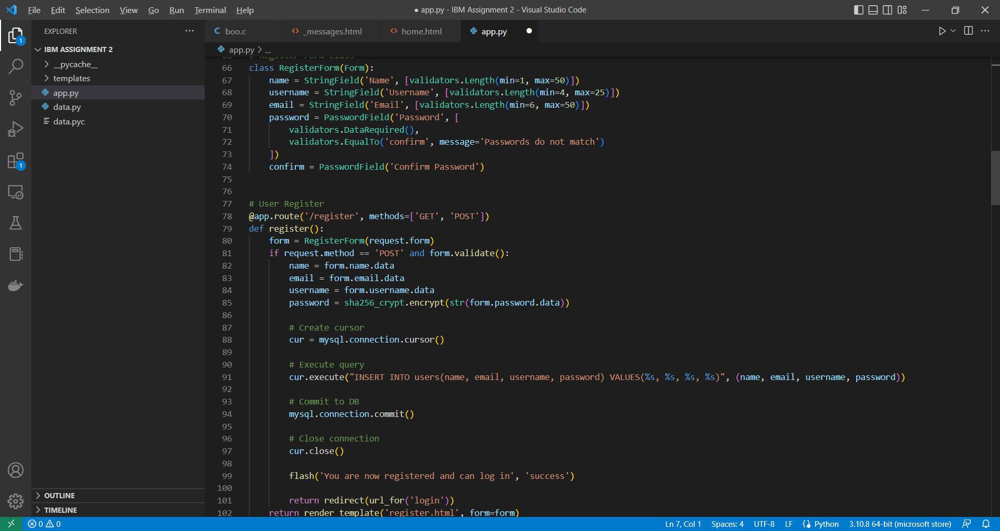 File Edit Selection View Go Run Terminal Help
● app.py - IBM Assignment 2 - Visual Studio Code
EXPLORER
IBM ASSIGNMENT 2
__pycache__
templates
app.py
data.py
data.pyc
OUTLINE
TIMELINE
1
1
C boo.c
<> _messages.html
<> home.html
app.py
app.py > ...
65 # Register Form Class
66 class RegisterForm(Form):
67     name = StringField('Name', [validators.Length(min=1, max=50)])
68     username = StringField('Username', [validators.Length(min=4, max=25)])
69     email = StringField('Email', [validators.Length(min=6, max=50)])
70     password = PasswordField('Password', [
71         validators.DataRequired(),
72         validators.EqualTo('confirm', message='Passwords do not match')
73     ])
74     confirm = PasswordField('Confirm Password')
75
76
77 # User Register
78 @app.route('/register', methods=['GET', 'POST'])
79 def register():
80     form = RegisterForm(request.form)
81     if request.method == 'POST' and form.validate():
82         name = form.name.data
83         email = form.email.data
84         username = form.username.data
85         password = sha256_crypt.encrypt(str(form.password.data))
86
87         # Create cursor
88         cur = mysql.connection.cursor()
89
90         # Execute query
91         cur.execute("INSERT INTO users(name, email, username, password) VALUES(%s, %s, %s, %s)", (name, email, username, password))
92
93         # Commit to DB
94         mysql.connection.commit()
95
96         # Close connection
97         cur.close()
98
99         flash('You are now registered and can log in', 'success')
100
101         return redirect(url_for('login'))
102     return render_template('register.html', form=form)
0 0
Ln 7, Col 1 Spaces: 4 UTF-8 LF {} Python 3.10.8 64-bit (microsoft store)